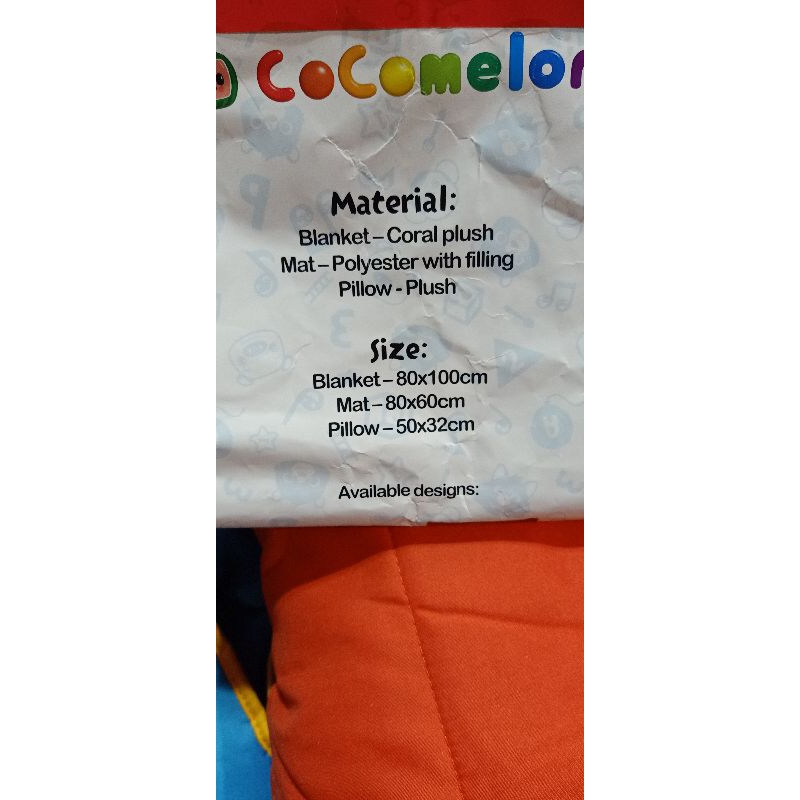 CoComelon
Material:
Blanket – Coral plush
Mat – Polyester with filling
Pillow - Plush
Size:
Blanket – 80x100cm
Mat – 80x60cm
Pillow – 50x32cm
Available designs: